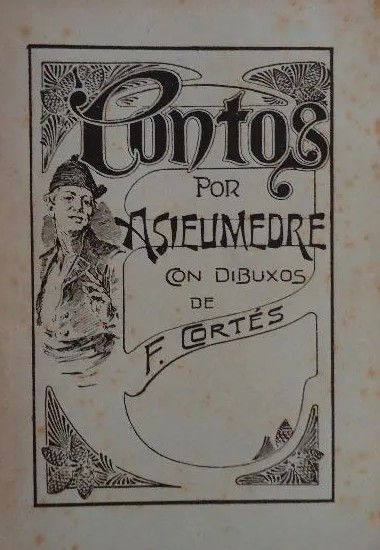 Contos
POR
ASIEUMEDRE
CON DIBUXOS
DE
F. CORTÉS